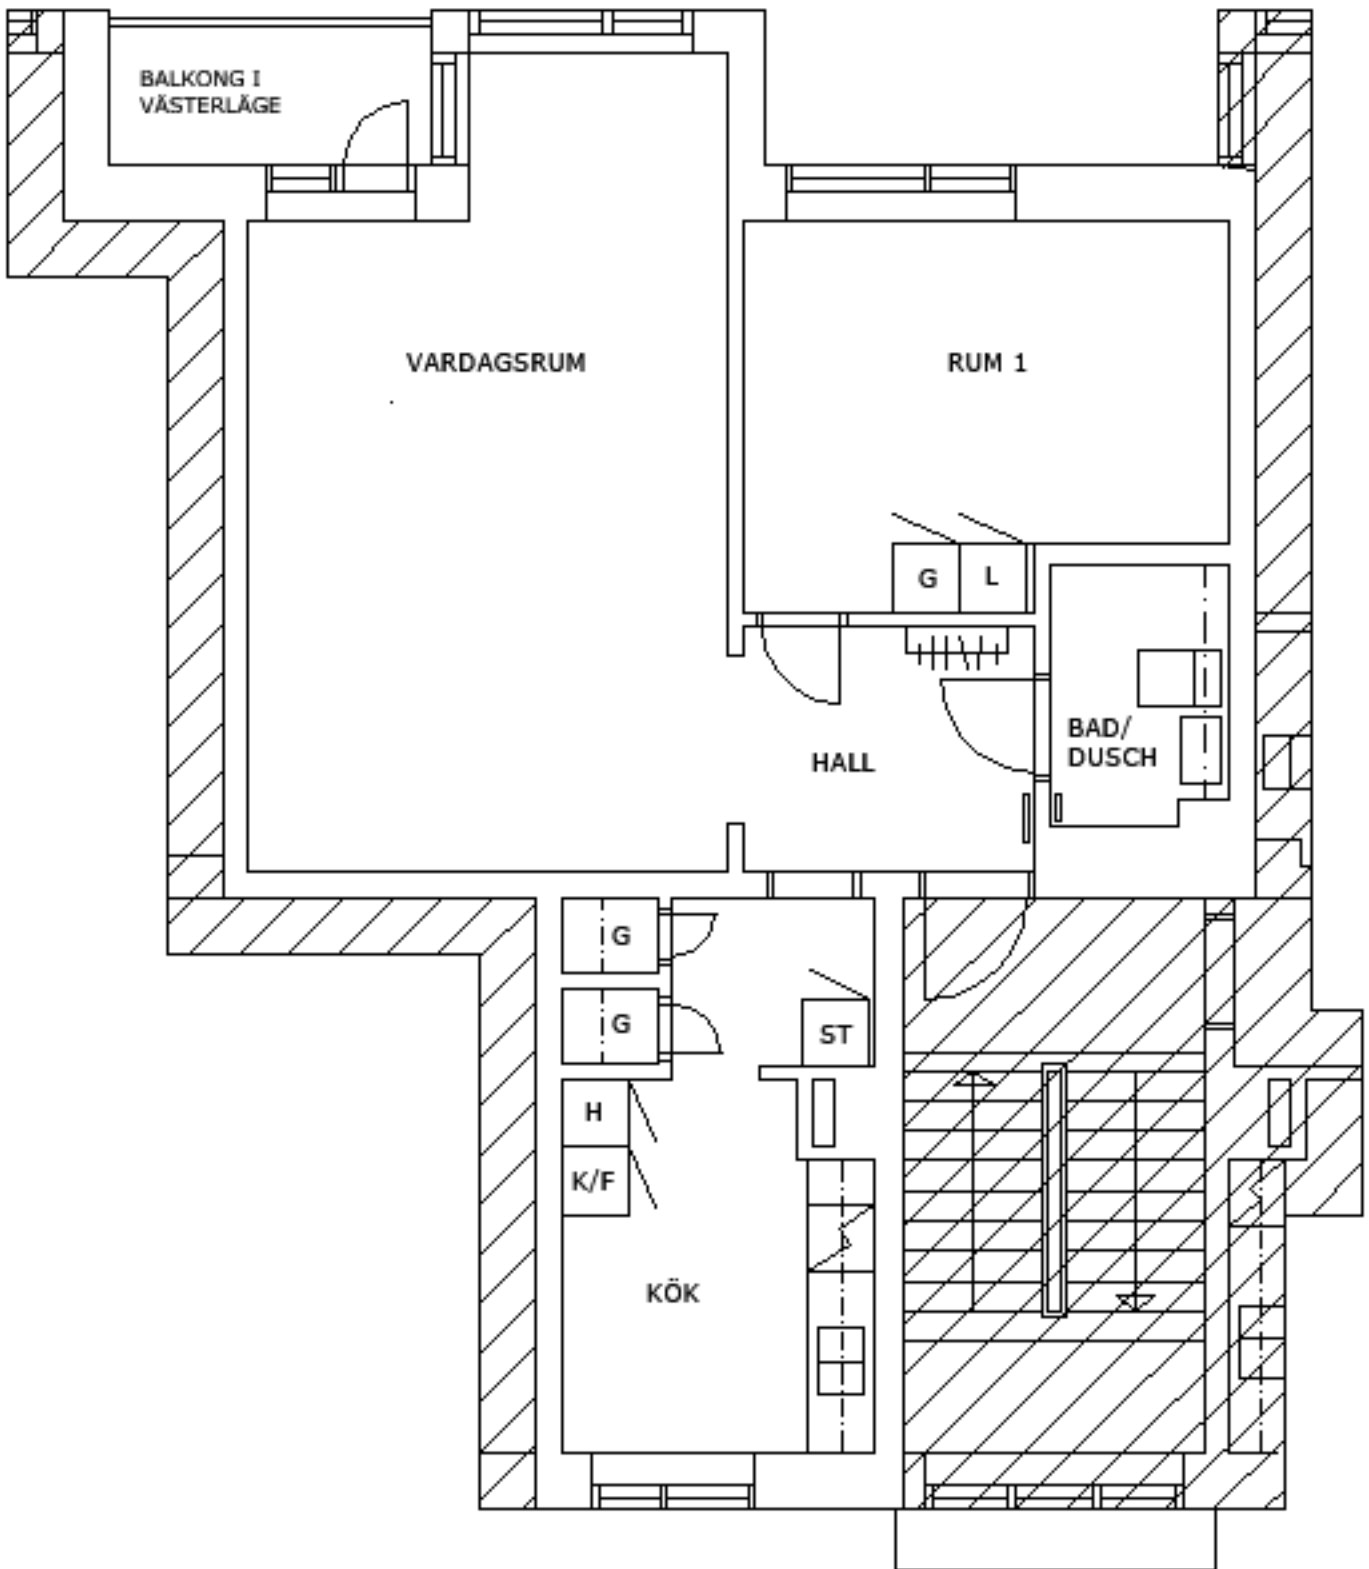 BALKONG I
VÄSTERLÄGE
VARDAGSRUM
RUM 1
G
L
HALL
BAD/
DUSCH
G
G
ST
H
K/F
KÖK